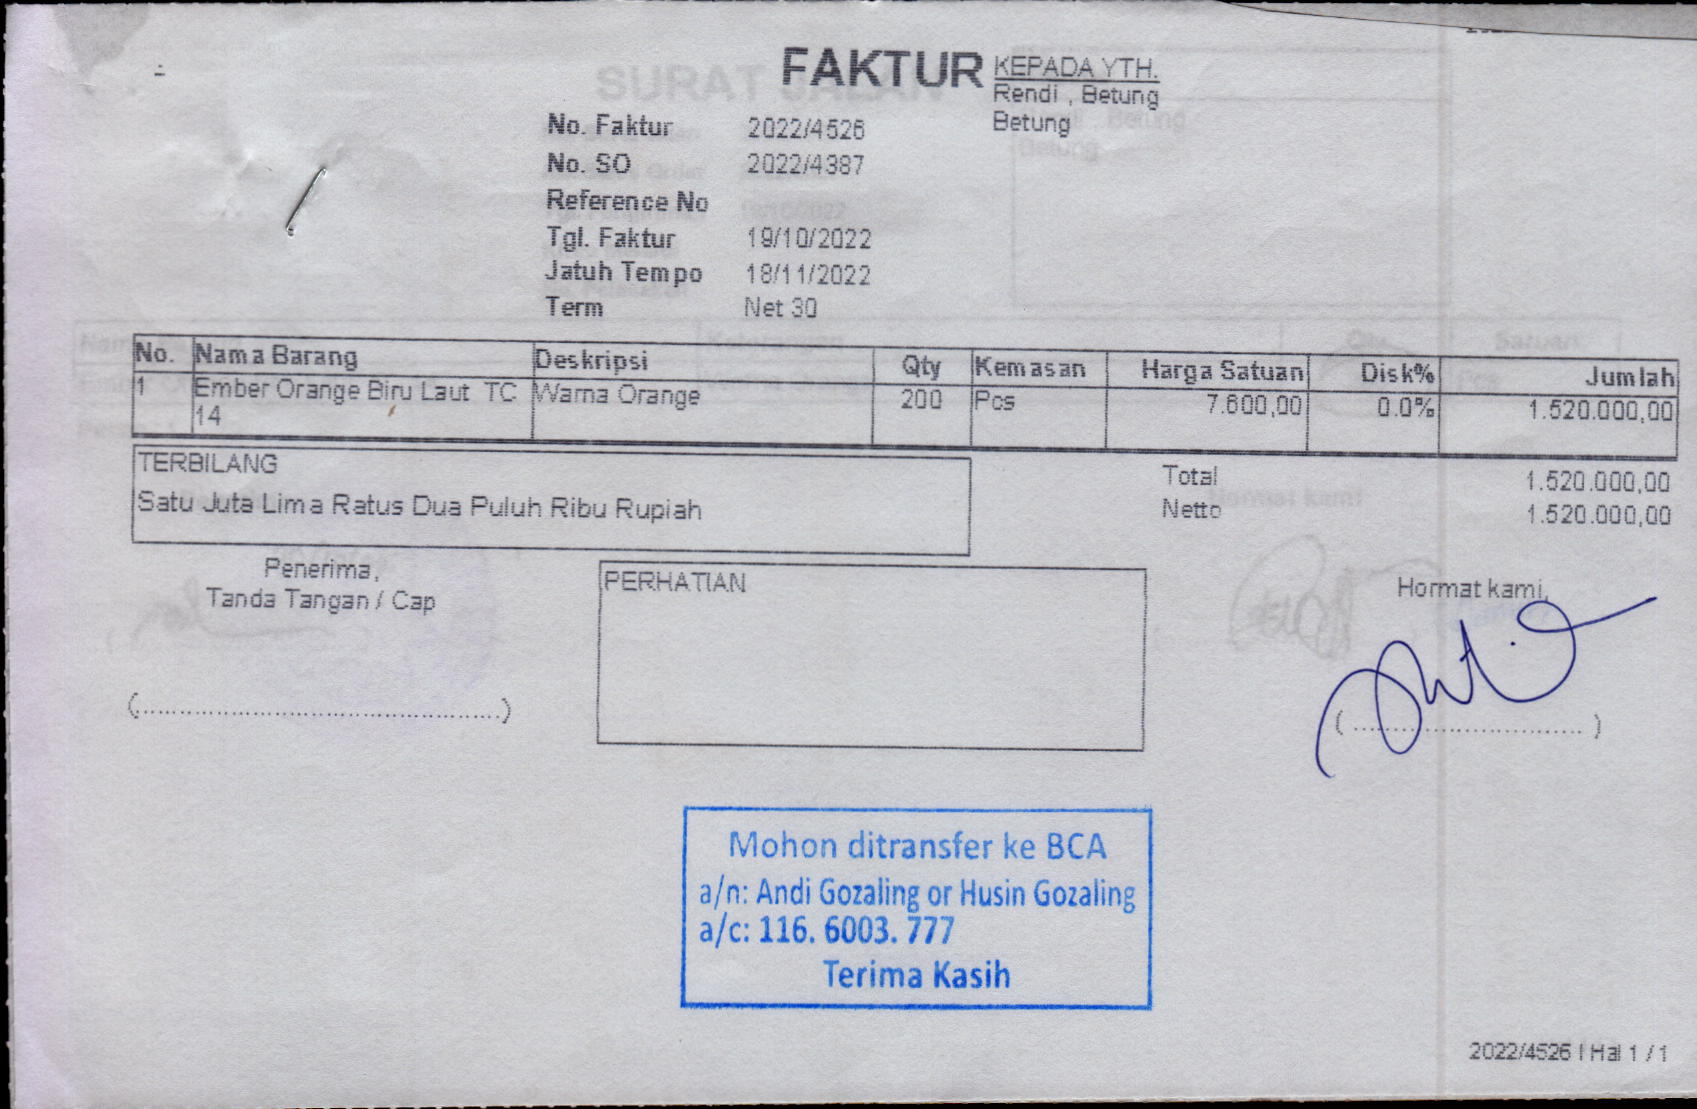 FAKTUR
KEPADA YTH.
Rendi , Betung
Betung
No. Faktur 2022/4526
No. SO 2022/4387
Reference No
Tgl. Faktur 19/10/2022
Jatuh Tempo 18/11/2022
Term Net 30
No. Nama Barang Deskripsi Qty Kemasan Harga Satuan Disk% Jumlah
1 Ember Orange Biru Laut TC Warna Orange 200 Pcs 7.600,00 0.0% 1.520.000,00
14
TERBILANG
Satu Juta Lima Ratus Dua Puluh Ribu Rupiah
Total 1.520.000,00
Netto 1.520.000,00
Penerima,
Tanda Tangan / Cap
(................................................)
PERHATIAN
Hormat kami,
( ................................ )
Mohon ditransfer ke BCA
a/n: Andi Gozaling or Husin Gozaling
a/c: 116. 6003. 777
Terima Kasih
2022/4526 | Hal 1 / 1